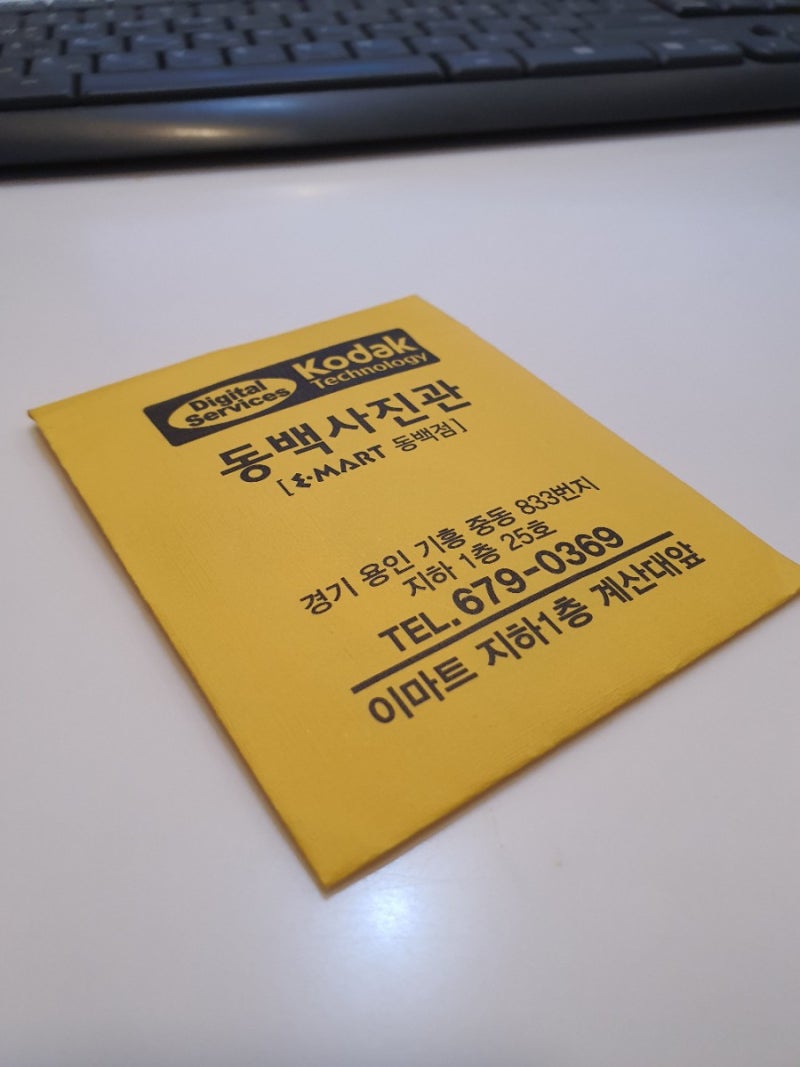 Digital Services
Kodak Technology
동백사진관
[E·MART 동백점]
경기 용인 기흥 중동 833번지
지하 1층 25호
TEL. 679-0369
이마트 지하1층 계산대앞